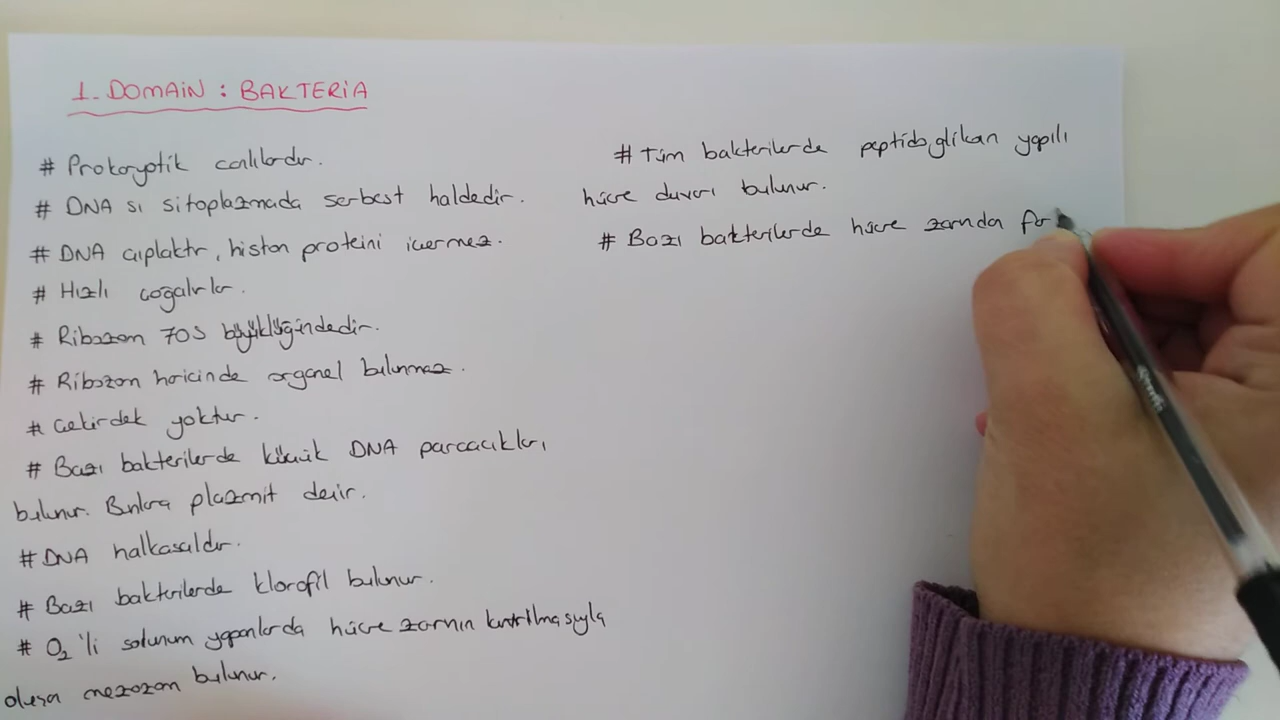 1. DOMAİN : BAKTERİA
# Prokaryotik canlılardır.
# DNA sı sitoplazmada serbest haldedir.
# DNA çıplaktır, histon proteini içermez.
# Hızlı çoğalırlar.
# Ribozom 70S büyüklüğündedir.
# Ribozom haricinde organel bulunmaz.
# Çekirdek yoktur.
# Bazı bakterilerde küçük DNA parçacıkları
bulunur. Bunlara plazmit denir.
# DNA halkasaldır.
# Bazı bakterilerde klorofil bulunur.
# O₂'li solunum yapanlarda hücre zarının kıvrılmasıyla
oluşan mezozom bulunur.
# Tüm bakterilerde peptidoglikan yapılı
hücre duvarı bulunur.
# Bazı bakterilerde hücre zarında